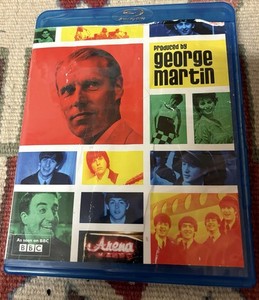 produced by
george
martin
As seen on BBC
BBC
Arena